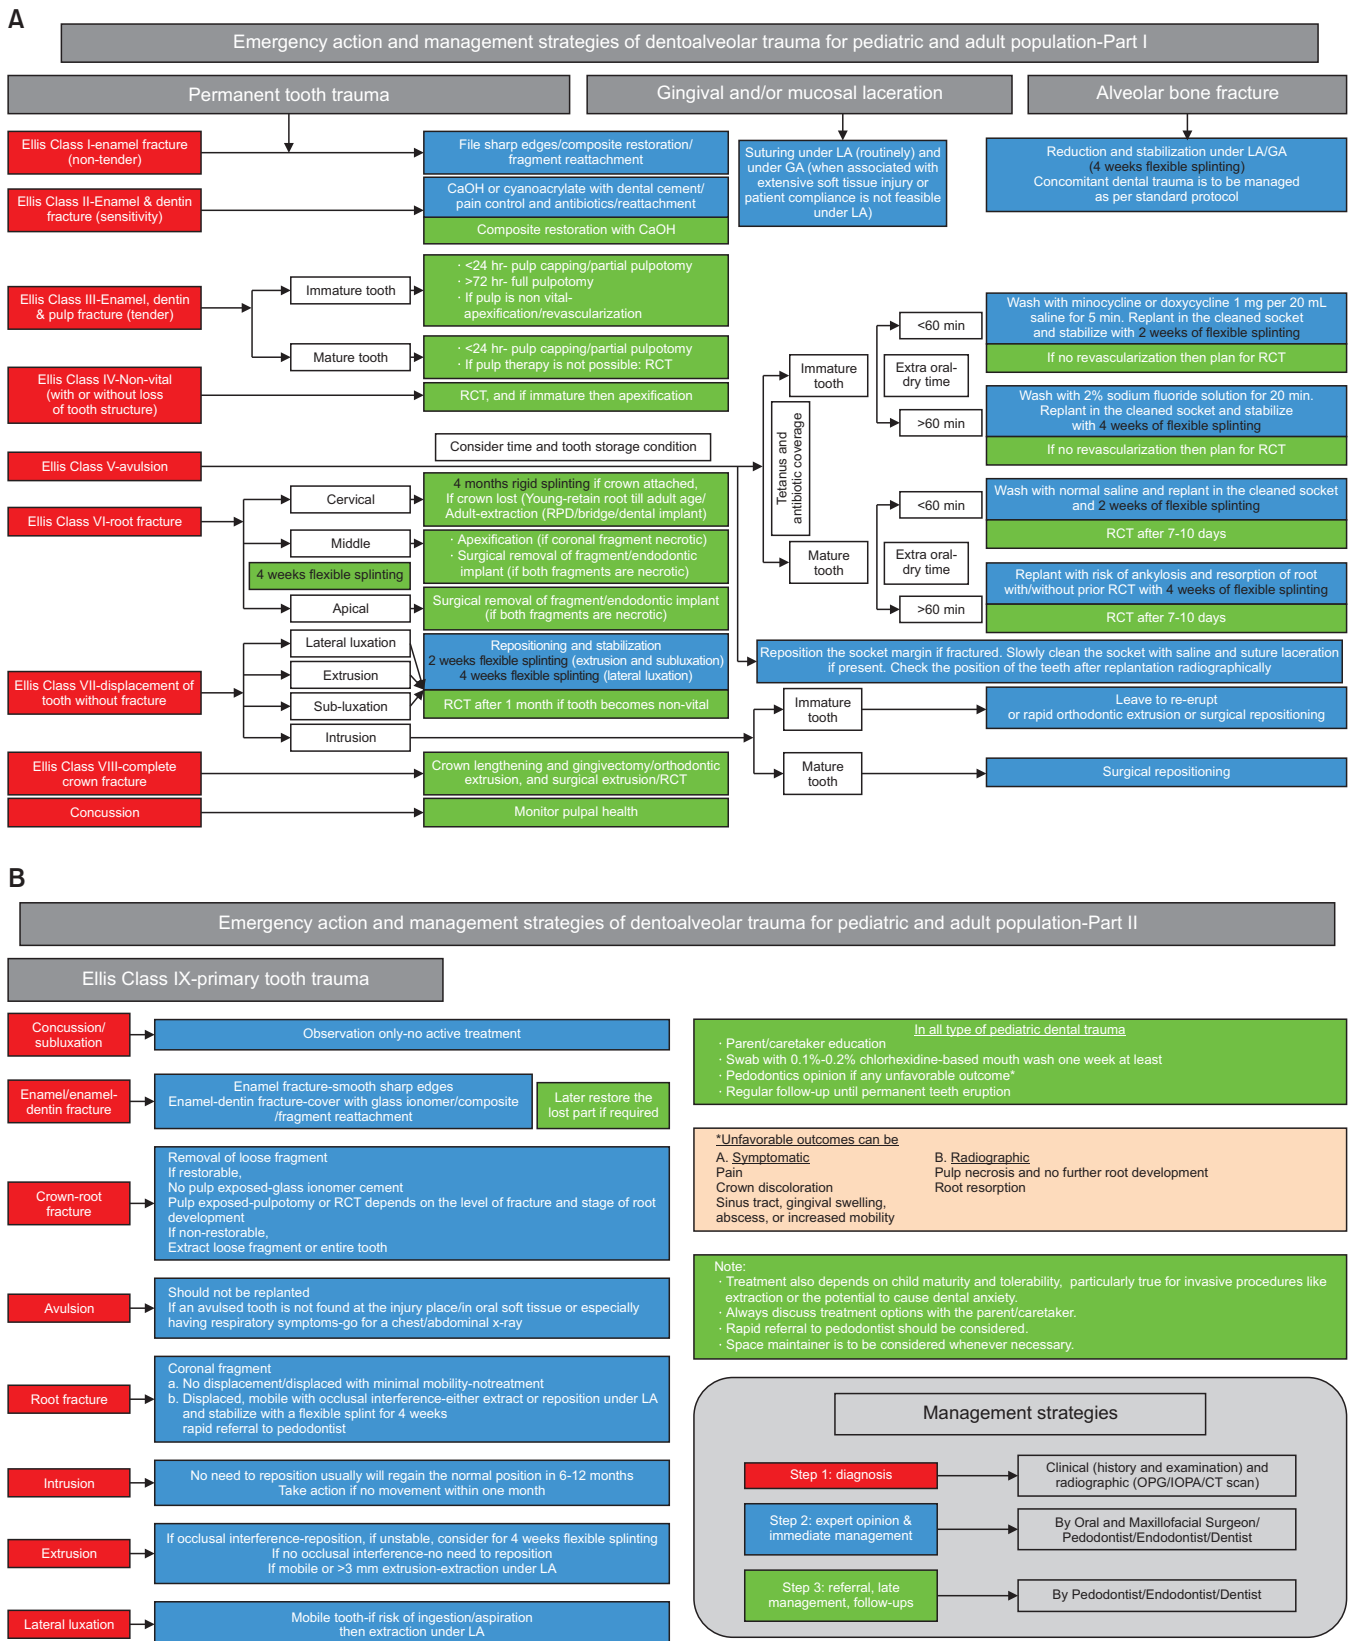 A
Emergency action and management strategies of dentoalveolar trauma for pediatric and adult population-Part I
Permanent tooth trauma
Gingival and/or mucosal laceration
Alveolar bone fracture
Ellis Class I-enamel fracture
(non-tender)
File sharp edges/composite restoration/
fragment reattachment
Suturing under LA (routinely) and
under GA (when associated with
extensive soft tissue injury or
patient compliance is not feasible
under LA)
Reduction and stabilization under LA/GA
(4 weeks flexible splinting)
Concomitant dental trauma is to be managed
as per standard protocol
Ellis Class II-Enamel & dentin
fracture (sensitivity)
CaOH or cyanoacrylate with dental cement/
pain control and antibiotics/reattachment
Composite restoration with CaOH
Ellis Class III-Enamel, dentin
& pulp fracture (tender)
Immature tooth
· <24 hr- pulp capping/partial pulpotomy
· >72 hr- full pulpotomy
· If pulp is non vital-
apexification/revascularization
Mature tooth
· <24 hr- pulp capping/partial pulpotomy
· If pulp therapy is not possible: RCT
Ellis Class IV-Non-vital
(with or without loss
of tooth structure)
RCT, and if immature then apexification
Consider time and tooth storage condition
Ellis Class V-avulsion
Tetanus and
antibiotic coverage
Immature
tooth
<60 min
Extra oral-
dry time
>60 min
Wash with minocycline or doxycycline 1 mg per 20 mL
saline for 5 min. Replant in the cleaned socket
and stabilize with 2 weeks of flexible splinting
If no revascularization then plan for RCT
Wash with 2% sodium fluoride solution for 20 min.
Replant in the cleaned socket and stabilize
with 4 weeks of flexible splinting
If no revascularization then plan for RCT
Mature
tooth
<60 min
Extra oral-
dry time
>60 min
Wash with normal saline and replant in the cleaned socket
and 2 weeks of flexible splinting
RCT after 7-10 days
Replant with risk of ankylosis and resorption of root
with/without prior RCT with 4 weeks of flexible splinting
RCT after 7-10 days
Reposition the socket margin if fractured. Slowly clean the socket with saline and suture laceration
if present. Check the position of the teeth after replantation radiographically
Ellis Class VI-root fracture
Cervical
4 months rigid splinting if crown attached,
If crown lost (Young-retain root till adult age/
Adult-extraction (RPD/bridge/dental implant)
Middle
· Apexification (if coronal fragment necrotic)
· Surgical removal of fragment/endodontic
implant (if both fragments are necrotic)
4 weeks flexible splinting
Apical
Surgical removal of fragment/endodontic implant
(if both fragments are necrotic)
Ellis Class VII-displacement of
tooth without fracture
Lateral luxation
Extrusion
Sub-luxation
Intrusion
Repositioning and stabilization
2 weeks flexible splinting (extrusion and subluxation)
4 weeks flexible splinting (lateral luxation)
RCT after 1 month if tooth becomes non-vital
Immature
tooth
Leave to re-erupt
or rapid orthodontic extrusion or surgical repositioning
Mature
tooth
Surgical repositioning
Ellis Class VIII-complete
crown fracture
Crown lengthening and gingivectomy/orthodontic
extrusion, and surgical extrusion/RCT
Concussion
Monitor pulpal health
B
Emergency action and management strategies of dentoalveolar trauma for pediatric and adult population-Part II
Ellis Class IX-primary tooth trauma
Concussion/
subluxation
Observation only-no active treatment
Enamel/enamel-
dentin fracture
Enamel fracture-smooth sharp edges
Enamel-dentin fracture-cover with glass ionomer/composite
/fragment reattachment
Later restore the
lost part if required
Crown-root
fracture
Removal of loose fragment
If restorable,
No pulp exposed-glass ionomer cement
Pulp exposed-pulpotomy or RCT depends on the level of fracture and stage of root
development
If non-restorable,
Extract loose fragment or entire tooth
Avulsion
Should not be replanted
If an avulsed tooth is not found at the injury place/in oral soft tissue or especially
having respiratory symptoms-go for a chest/abdominal x-ray
Root fracture
Coronal fragment
a. No displacement/displaced with minimal mobility-notreatment
b. Displaced, mobile with occlusal interference-either extract or reposition under LA
and stabilize with a flexible splint for 4 weeks
rapid referral to pedodontist
Intrusion
No need to reposition usually will regain the normal position in 6-12 months
Take action if no movement within one month
Extrusion
If occlusal interference-reposition, if unstable, consider for 4 weeks flexible splinting
If no occlusal interference-no need to reposition
If mobile or >3 mm extrusion-extraction under LA
Lateral luxation
Mobile tooth-if risk of ingestion/aspiration
then extraction under LA
In all type of pediatric dental trauma
· Parent/caretaker education
· Swab with 0.1%-0.2% chlorhexidine-based mouth wash one week at least
· Pedodontics opinion if any unfavorable outcome*
· Regular follow-up until permanent teeth eruption
*Unfavorable outcomes can be
A. Symptomatic
Pain
Crown discoloration
Sinus tract, gingival swelling,
abscess, or increased mobility
B. Radiographic
Pulp necrosis and no further root development
Root resorption
Note:
· Treatment also depends on child maturity and tolerability, particularly true for invasive procedures like
extraction or the potential to cause dental anxiety.
· Always discuss treatment options with the parent/caretaker.
· Rapid referral to pedodontist should be considered.
· Space maintainer is to be considered whenever necessary.
Management strategies
Step 1: diagnosis
Clinical (history and examination) and
radiographic (OPG/IOPA/CT scan)
Step 2: expert opinion &
immediate management
By Oral and Maxillofacial Surgeon/
Pedodontist/Endodontist/Dentist
Step 3: referral, late
management, follow-ups
By Pedodontist/Endodontist/Dentist